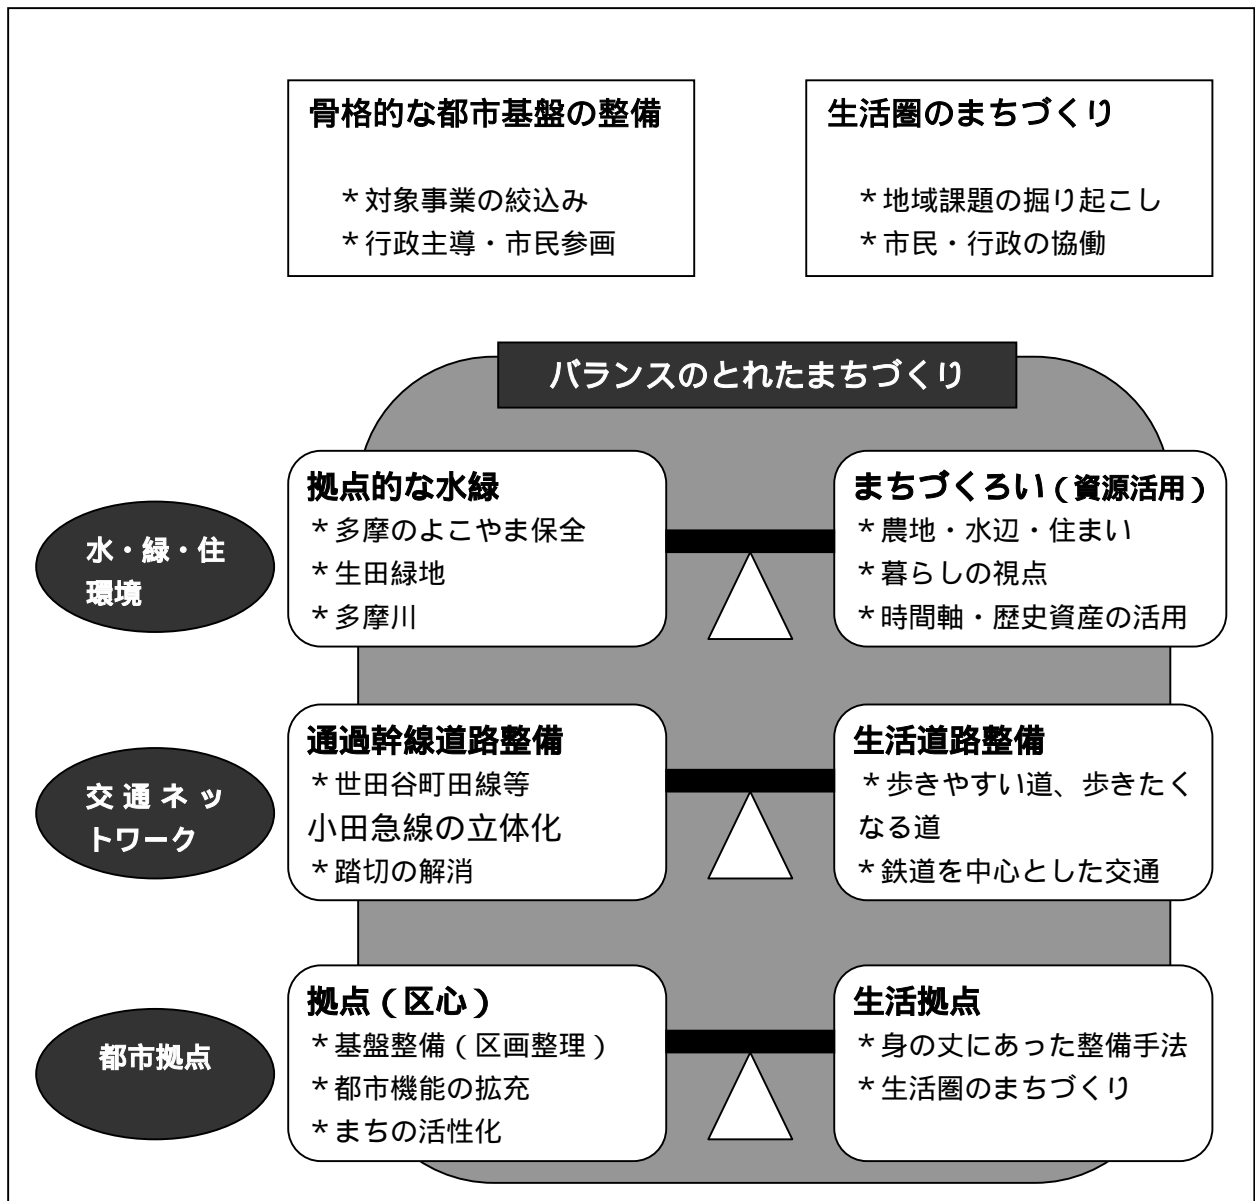 骨格的な都市基盤の整備
＊対象事業の絞込み
＊行政主導・市民参画
生活圏のまちづくり
＊地域課題の掘り起こし
＊市民・行政の協働
バランスのとれたまちづくり
水・緑・住
環境
拠点的な水緑
＊多摩のよこやま保全
＊生田緑地
＊多摩川
まちづくろい（資源活用）
＊農地・水辺・住まい
＊暮らしの視点
＊時間軸・歴史資産の活用
交通ネッ
トワーク
通過幹線道路整備
＊世田谷町田線等
小田急線の立体化
＊踏切の解消
生活道路整備
＊歩きやすい道、歩きたく
なる道
＊鉄道を中心とした交通
都市拠点
拠点（区心）
＊基盤整備（区画整理）
＊都市機能の拡充
＊まちの活性化
生活拠点
＊身の丈にあった整備手法
＊生活圏のまちづくり